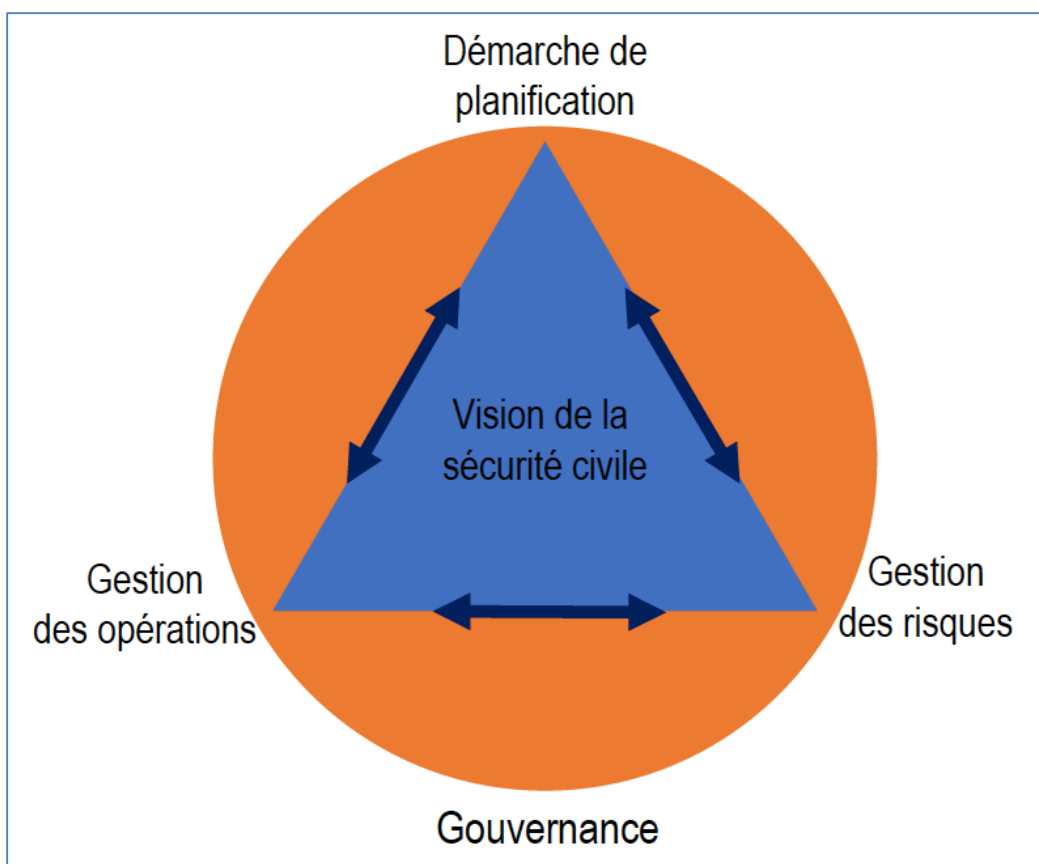 Démarche de
planification
Vision de la
sécurité civile
Gestion
des opérations
Gestion
des risques
Gouvernance